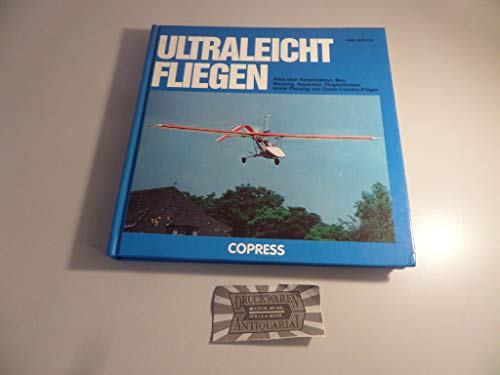 ULTRALEICHT
FLIEGEN
Alles über Konstruktion, Bau,
Wartung, Reparatur, Flugtechniken
sowie Planung von Cross-Country-Flügen
COPRESS
DRUCKWAREN
ANTIQUARIAT